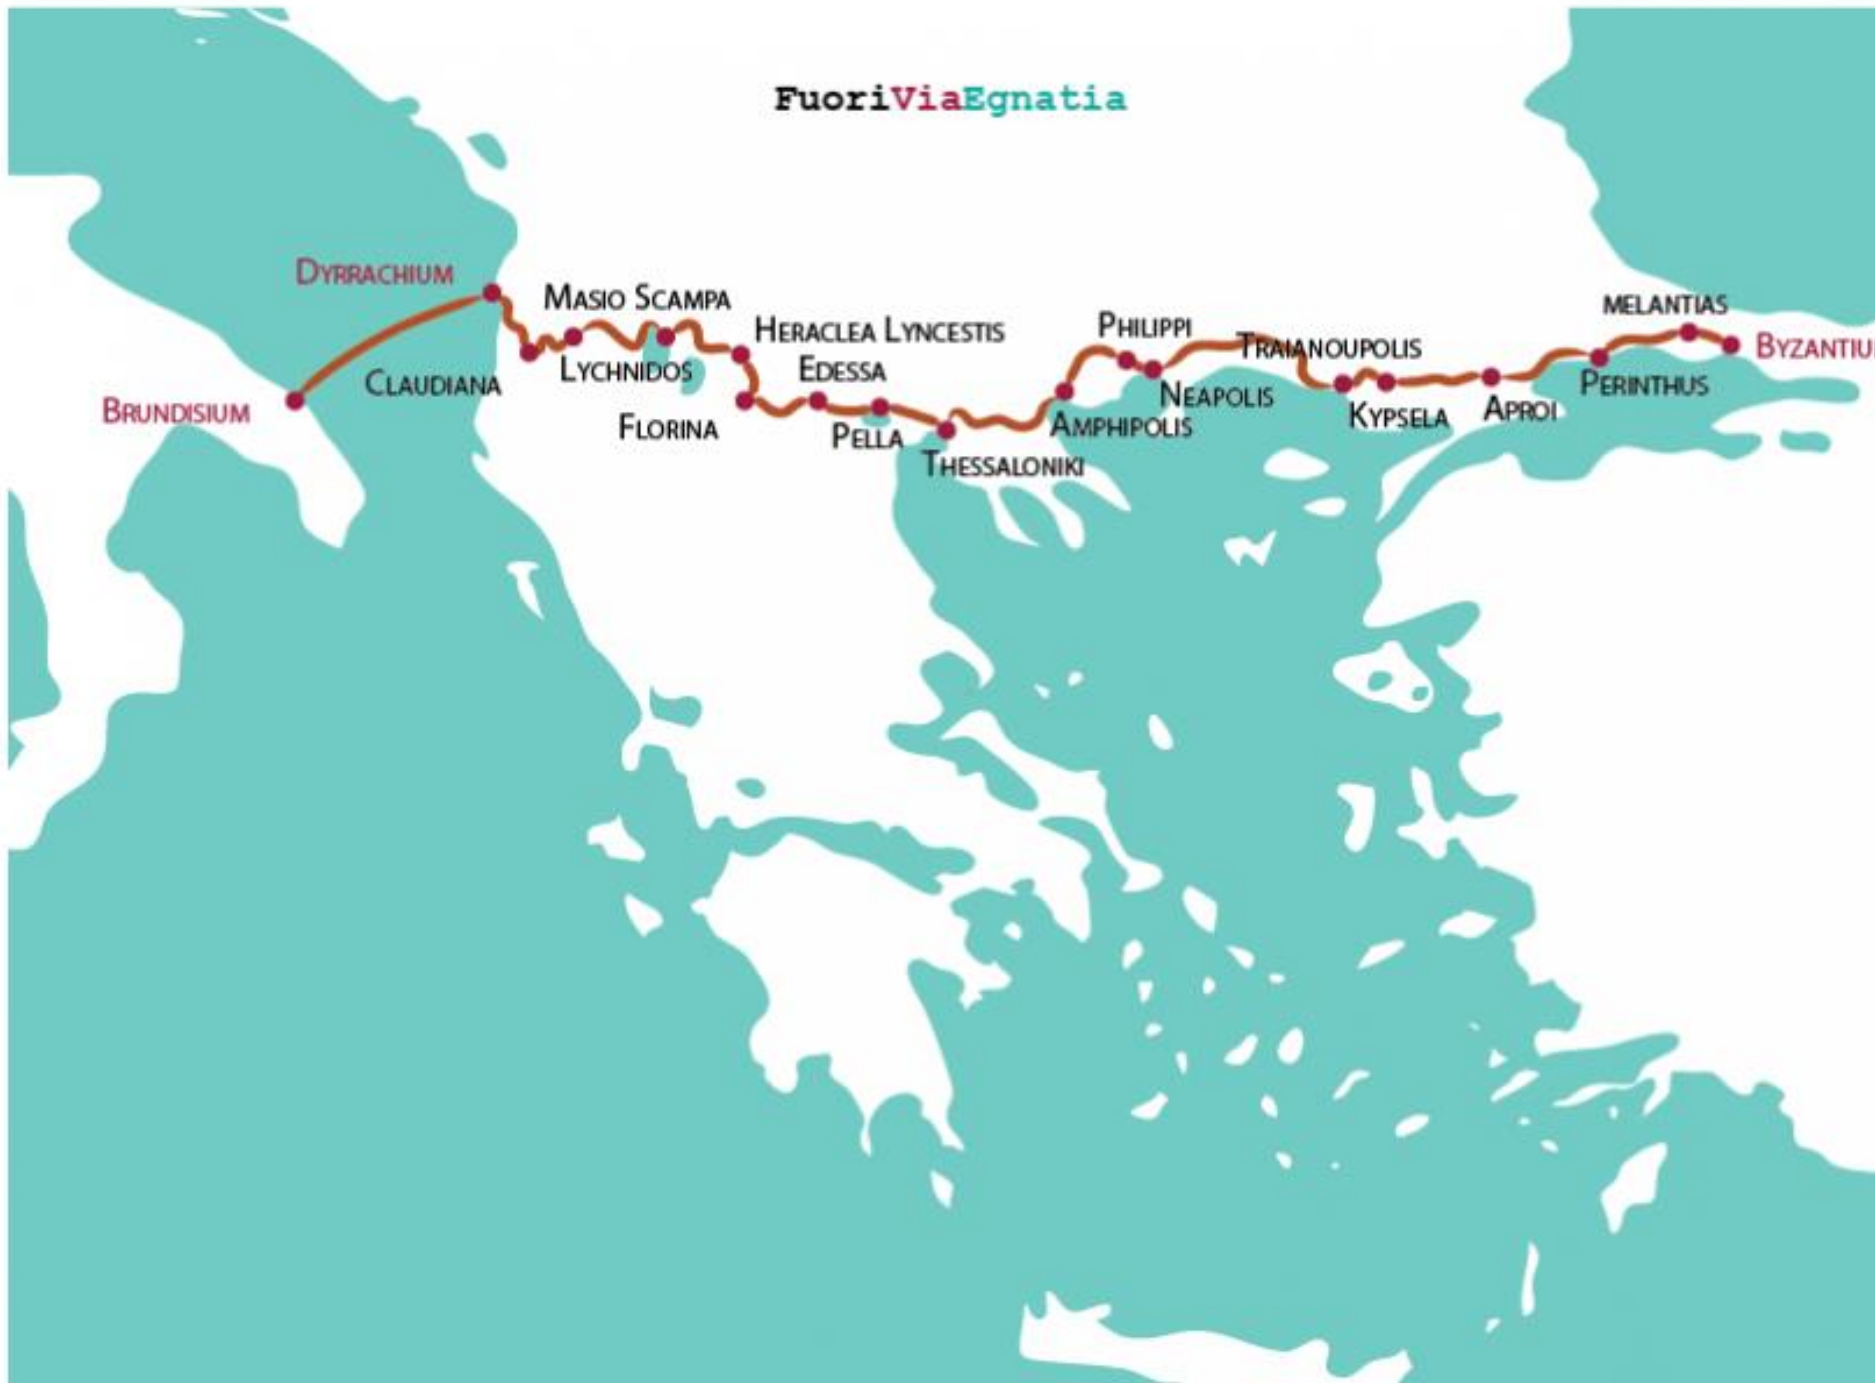 FuoriViaEgnatia
DYRRACHIUM
MASIO SCAMPA
HERACLEA LYNCESTIS
PHILIPPI
TRAIANOUPOLIS
MELANTIAS
BYZANTIU
CLAUDIANA
LYCHNIDOS
EDESSA
NEAPOLIS
PERINTHUS
BRUNDISIUM
FLORINA
PELLA
AMPHIPOLIS
KYPSELA
APROI
THESSALONIKI